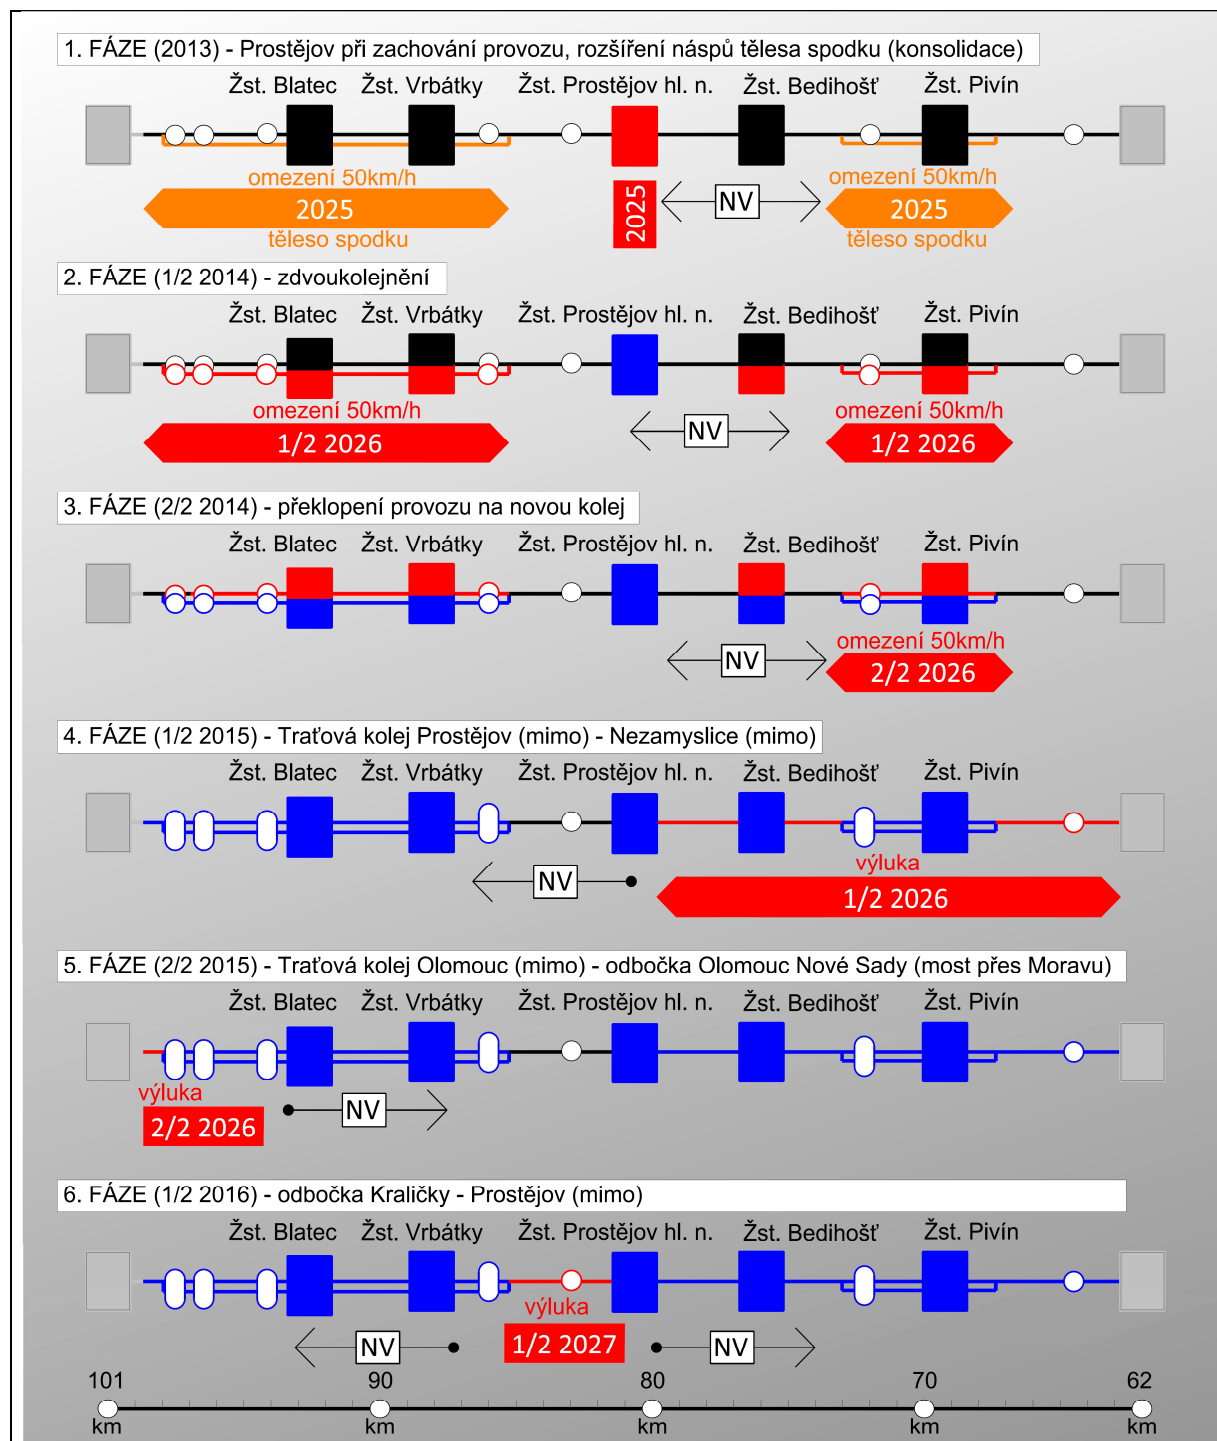 1. FÁZE (2013) - Prostějov při zachování provozu, rozšíření náspů tělesa spodku (konsolidace)
Žst. Blatec Žst. Vrbátky Žst. Prostějov hl. n. Žst. Bedihošť Žst. Pivín
omezení 50km/h omezení 50km/h
2025 2025 NV 2025
těleso spodku těleso spodku
2. FÁZE (1/2 2014) - zdvoukolejnění
Žst. Blatec Žst. Vrbátky Žst. Prostějov hl. n. Žst. Bedihošť Žst. Pivín
omezení 50km/h omezení 50km/h
1/2 2026 NV 1/2 2026
3. FÁZE (2/2 2014) - překlopení provozu na novou kolej
Žst. Blatec Žst. Vrbátky Žst. Prostějov hl. n. Žst. Bedihošť Žst. Pivín
omezení 50km/h
NV 2/2 2026
4. FÁZE (1/2 2015) - Traťová kolej Prostějov (mimo) - Nezamyslice (mimo)
Žst. Blatec Žst. Vrbátky Žst. Prostějov hl. n. Žst. Bedihošť Žst. Pivín
výluka
NV 1/2 2026
5. FÁZE (2/2 2015) - Traťová kolej Olomouc (mimo) - odbočka Olomouc Nové Sady (most přes Moravu)
Žst. Blatec Žst. Vrbátky Žst. Prostějov hl. n. Žst. Bedihošť Žst. Pivín
výluka
2/2 2026 NV
6. FÁZE (1/2 2016) - odbočka Kraličky - Prostějov (mimo)
Žst. Blatec Žst. Vrbátky Žst. Prostějov hl. n. Žst. Bedihošť Žst. Pivín
výluka
NV 1/2 2027 NV
101 90 80 70 62
km km km km km